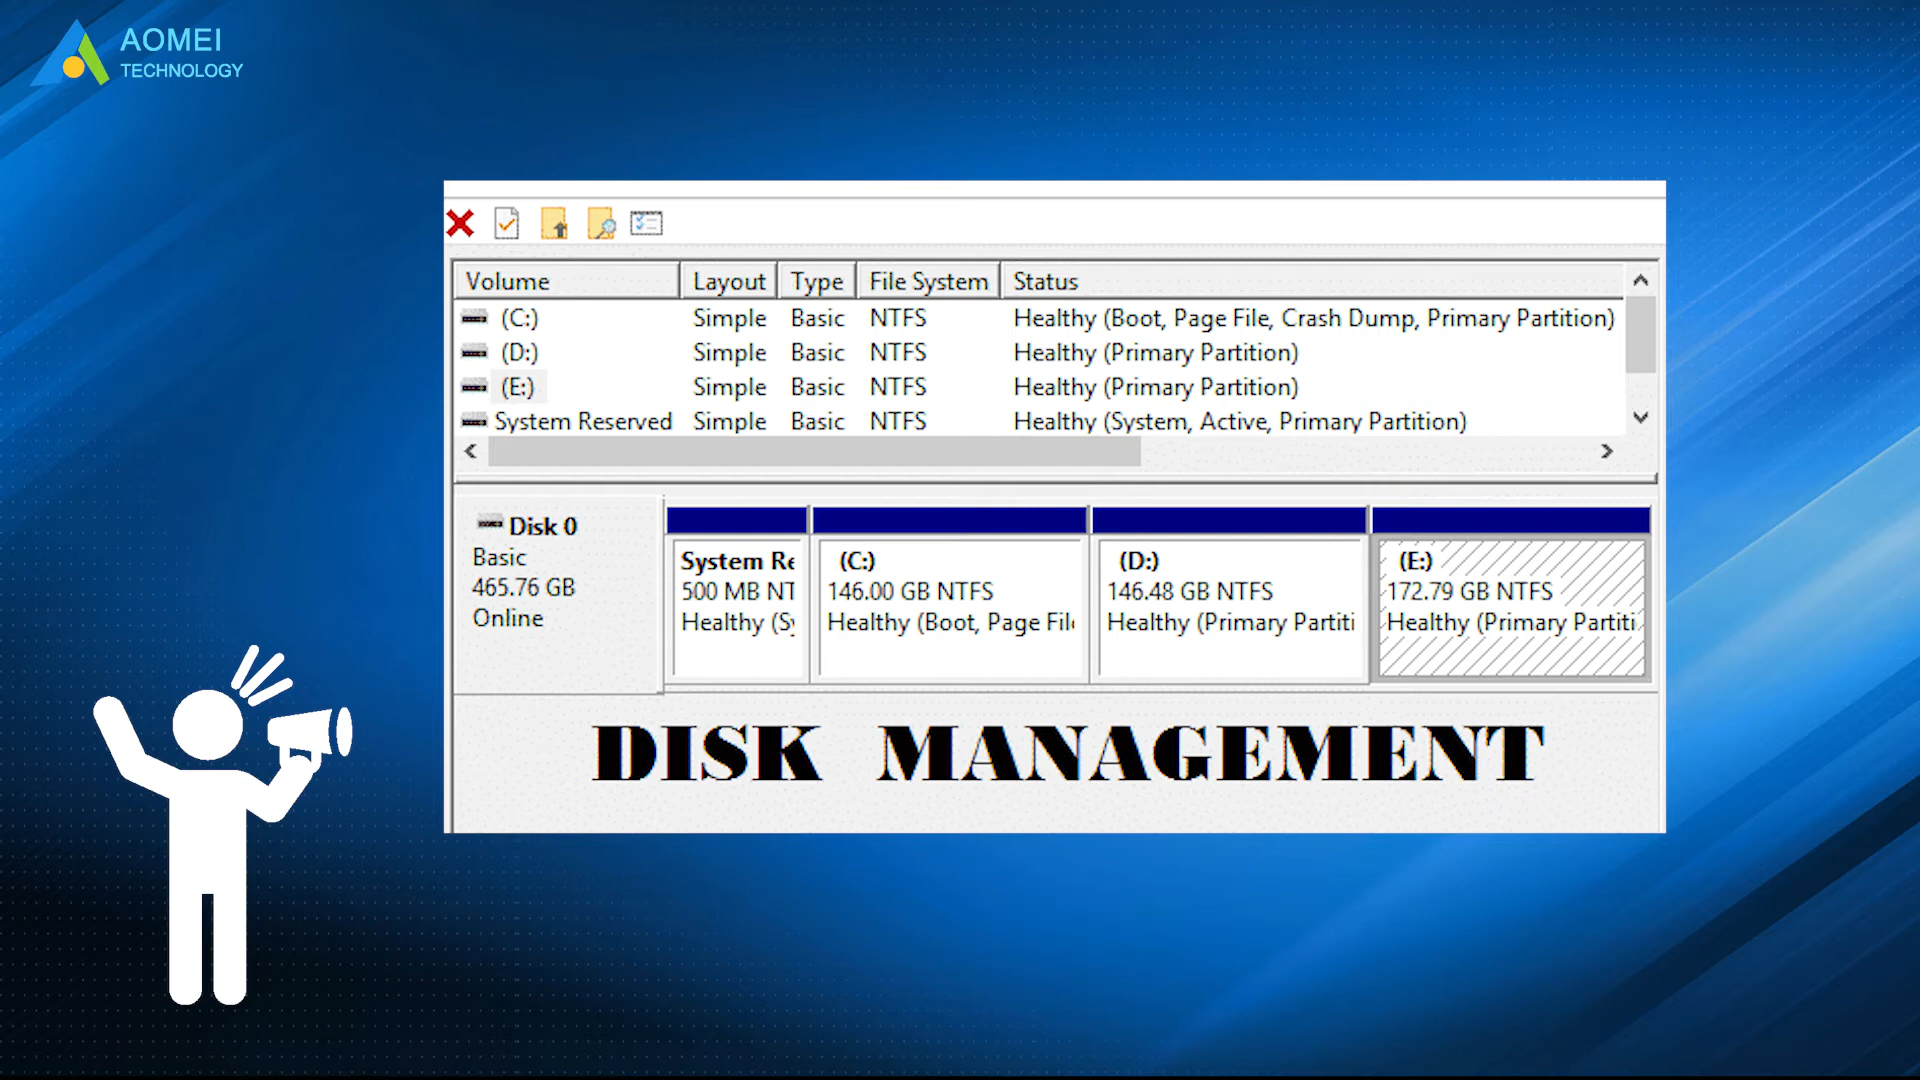 AOMEI
TECHNOLOGY
Volume Layout Type File System Status
(C:) Simple Basic NTFS Healthy (Boot, Page File, Crash Dump, Primary Partition)
(D:) Simple Basic NTFS Healthy (Primary Partition)
(E:) Simple Basic NTFS Healthy (Primary Partition)
System Reserved Simple Basic NTFS Healthy (System, Active, Primary Partition)
Disk 0
Basic
465.76 GB
Online
System Re
500 MB NT
Healthy (Sy
(C:)
146.00 GB NTFS
Healthy (Boot, Page File
(D:)
146.48 GB NTFS
Healthy (Primary Partiti
(E:)
172.79 GB NTFS
Healthy (Primary Partiti
DISK MANAGEMENT